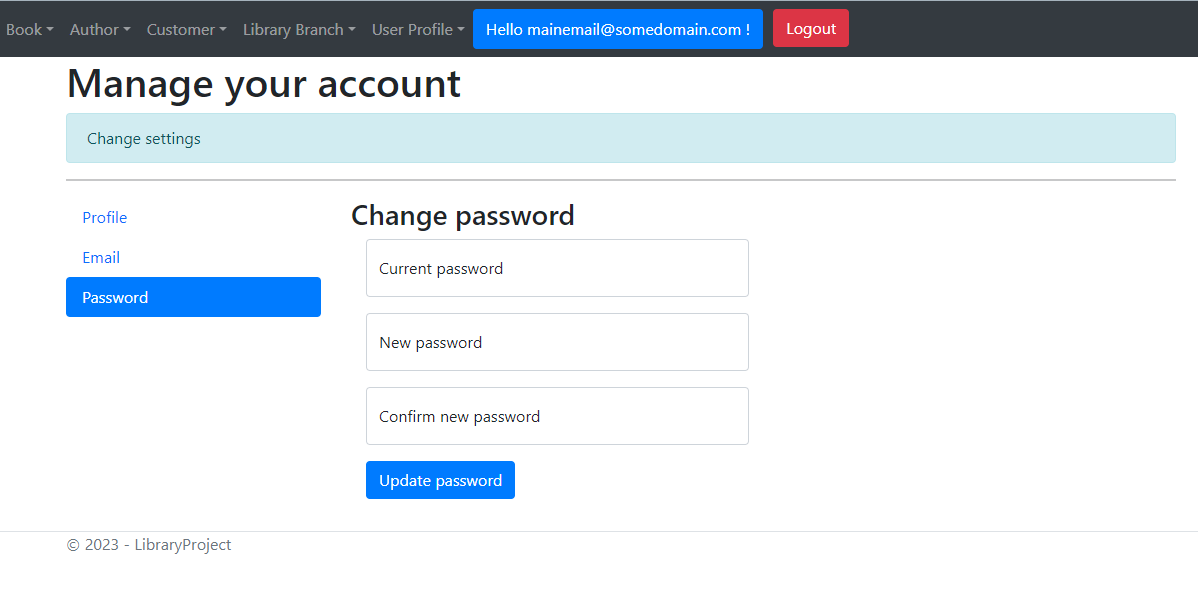 Book Author Customer Library Branch User Profile Hello mainemail@somedomain.com ! Logout
Manage your account
Change settings
Profile
Email
Password
Change password
Current password
New password
Confirm new password
Update password
© 2023 - LibraryProject